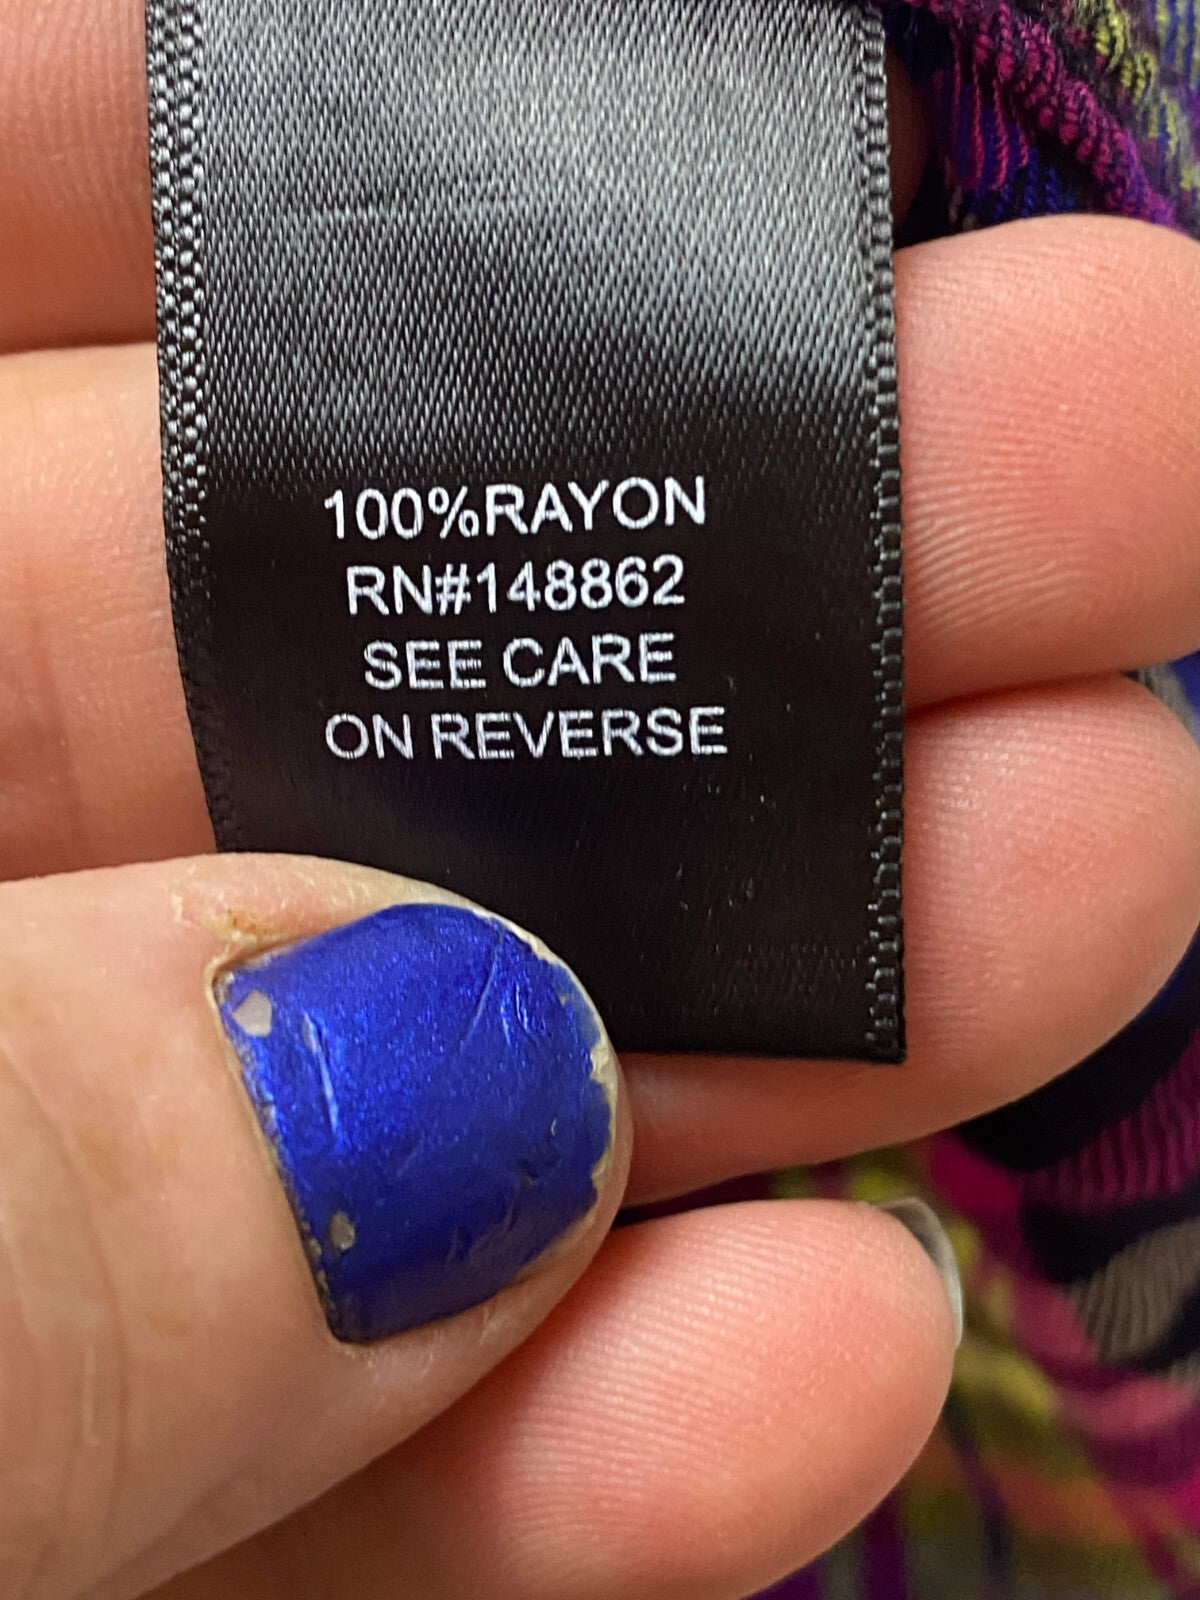 100%RAYON
RN#148862
SEE CARE
ON REVERSE